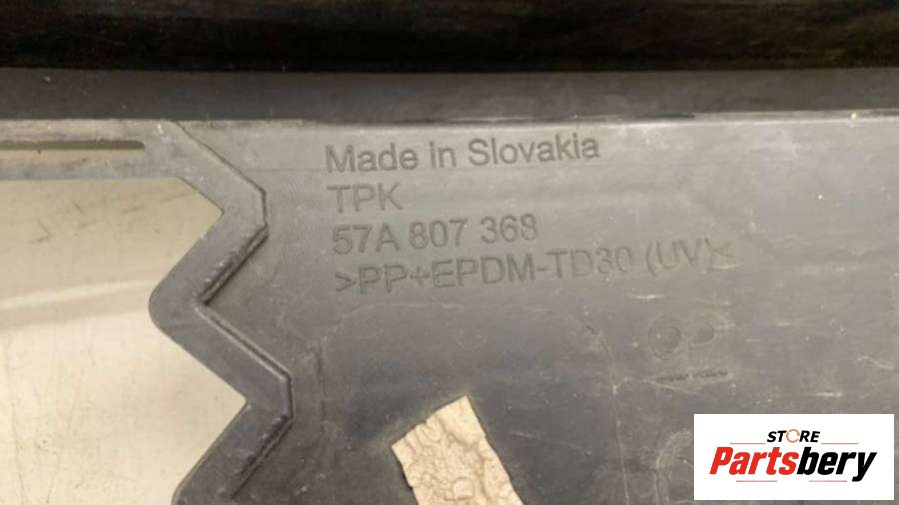 Made in Slovakia
TPK
57A 807 368
>PP+EPDM-TD30 (UV)<
STORE
Partsbery